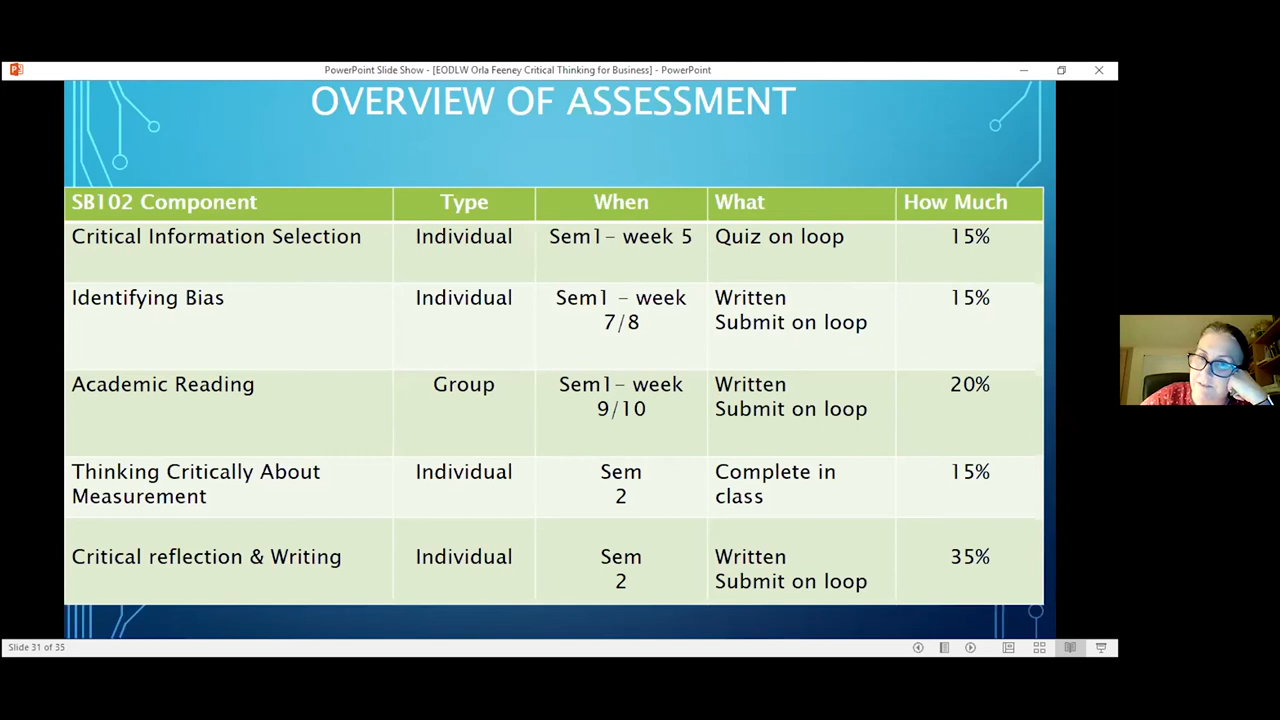 PowerPoint Slide Show - [EODLW Orla Feeney Critical Thinking for Business] - PowerPoint
OVERVIEW OF ASSESSMENT
SB102 Component Type When What How Much
Critical Information Selection Individual Sem1- week 5 Quiz on loop 15%
Identifying Bias Individual Sem1 - week 7/8 Written Submit on loop 15%
Academic Reading Group Sem1- week 9/10 Written Submit on loop 20%
Thinking Critically About Measurement Individual Sem 2 Complete in class 15%
Critical reflection & Writing Individual Sem 2 Written Submit on loop 35%
Slide 31 of 35